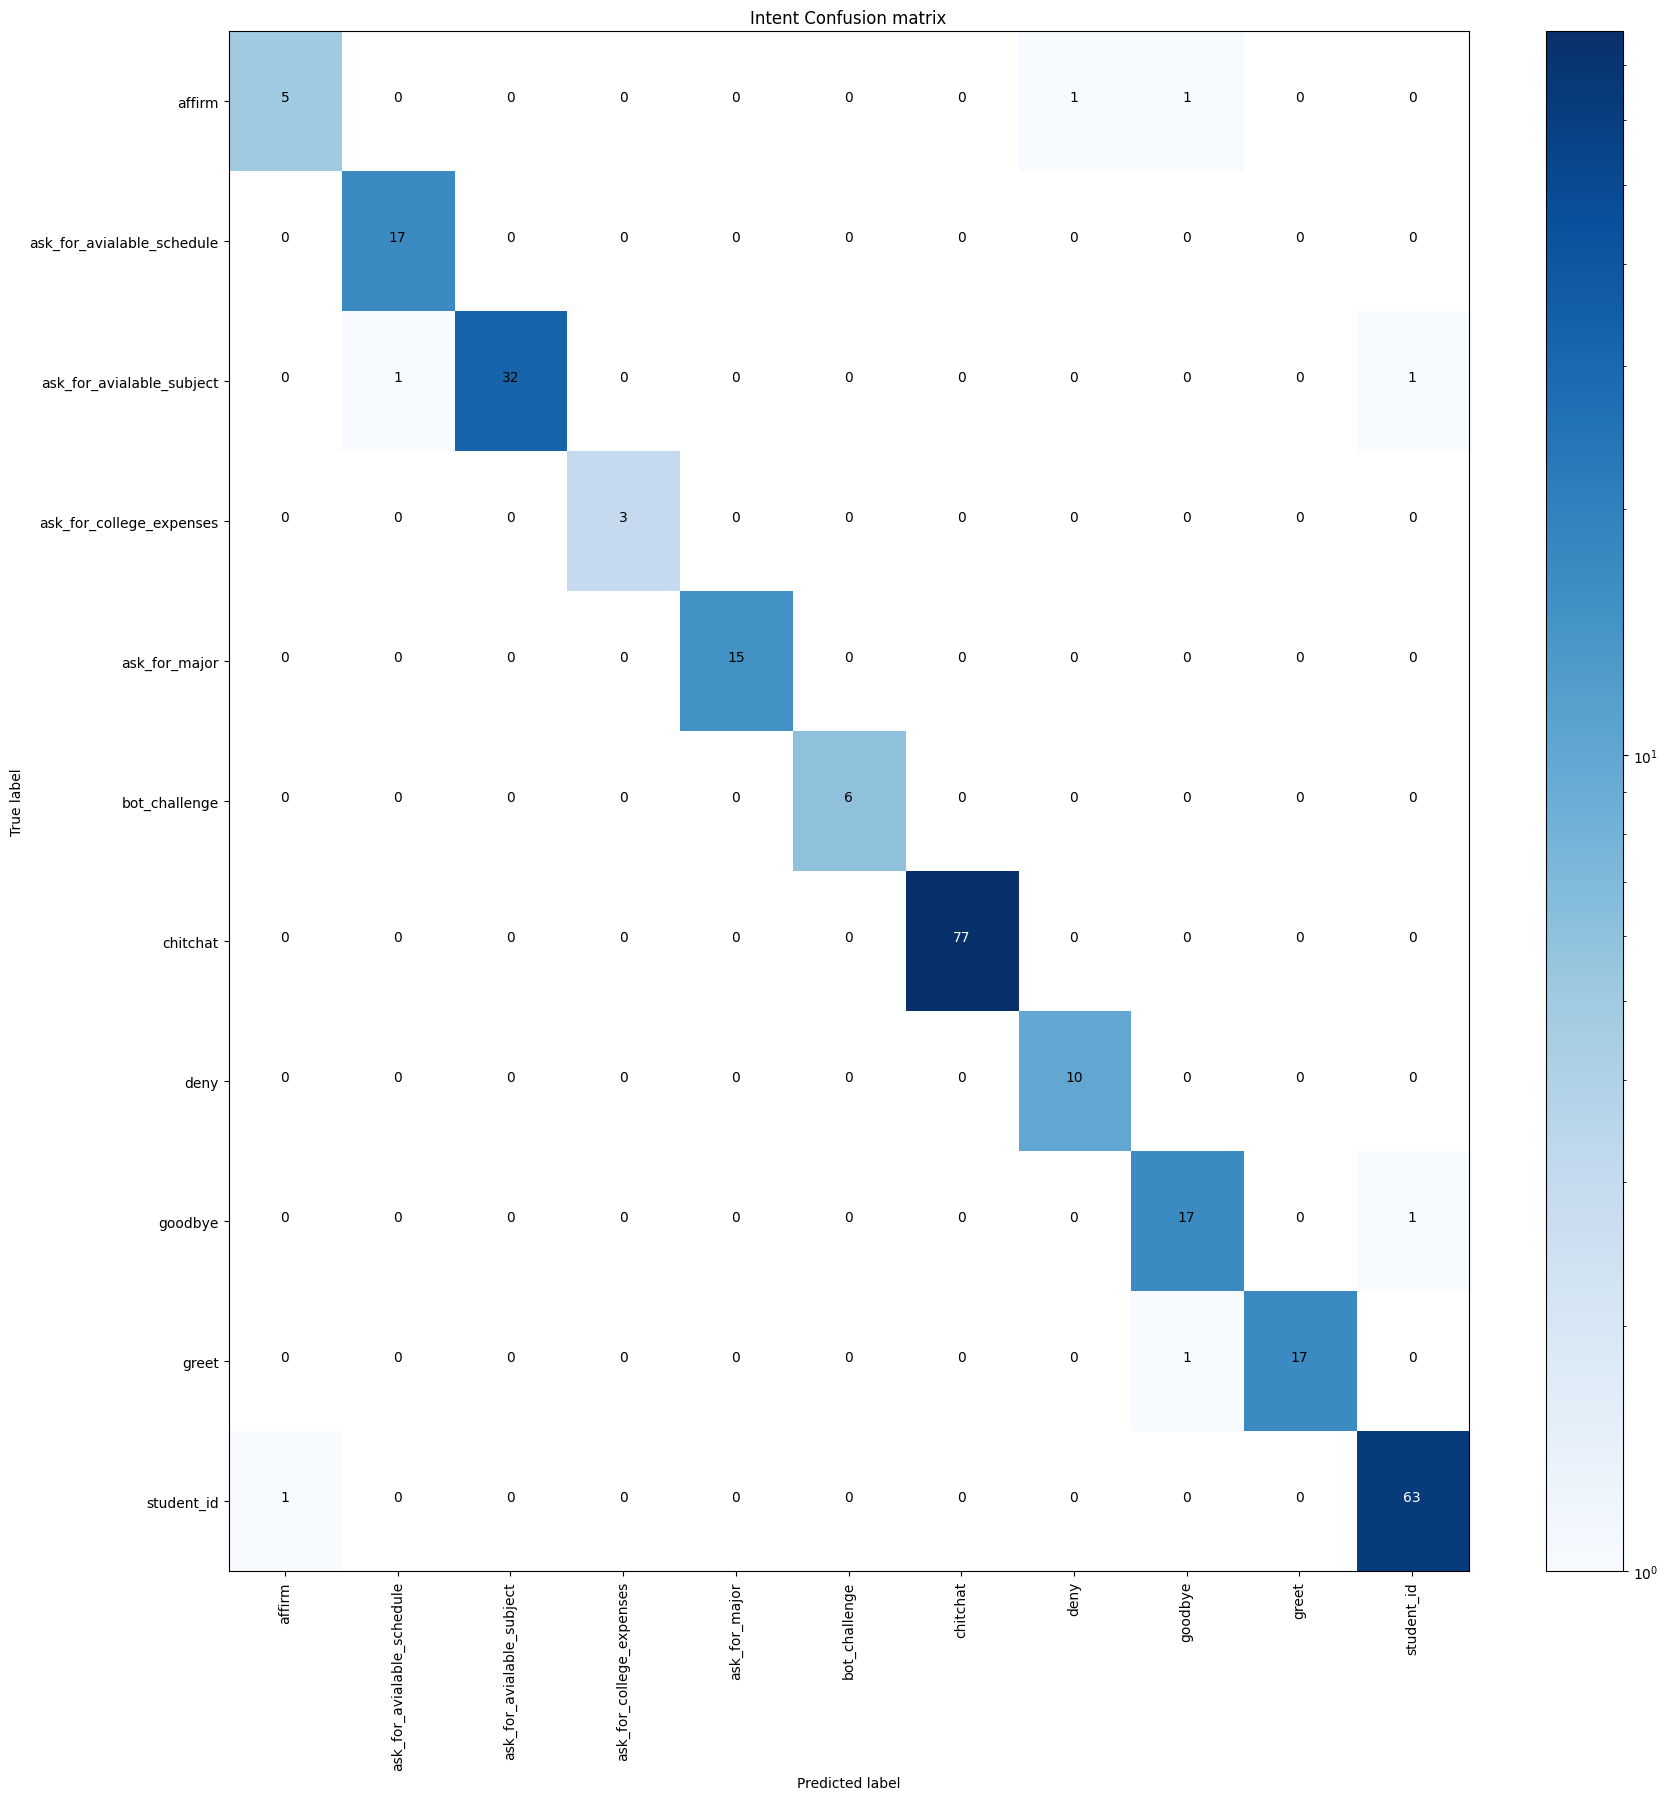 Intent Confusion matrix
affirm 5 0 0 0 0 0 0 1 1 0 0
ask_for_avialable_schedule 0 17 0 0 0 0 0 0 0 0 0
ask_for_avialable_subject 0 1 32 0 0 0 0 0 0 0 1
ask_for_college_expenses 0 0 0 3 0 0 0 0 0 0 0
ask_for_major 0 0 0 0 15 0 0 0 0 0 0
bot_challenge 0 0 0 0 0 6 0 0 0 0 0
chitchat 0 0 0 0 0 0 77 0 0 0 0
deny 0 0 0 0 0 0 0 10 0 0 0
goodbye 0 0 0 0 0 0 0 0 17 0 1
greet 0 0 0 0 0 0 0 0 1 17 0
student_id 1 0 0 0 0 0 0 0 0 0 63
True label
affirm
ask_for_avialable_schedule
ask_for_avialable_subject
ask_for_college_expenses
ask_for_major
bot_challenge
chitchat
deny
goodbye
greet
student_id
Predicted label
10¹
10⁰